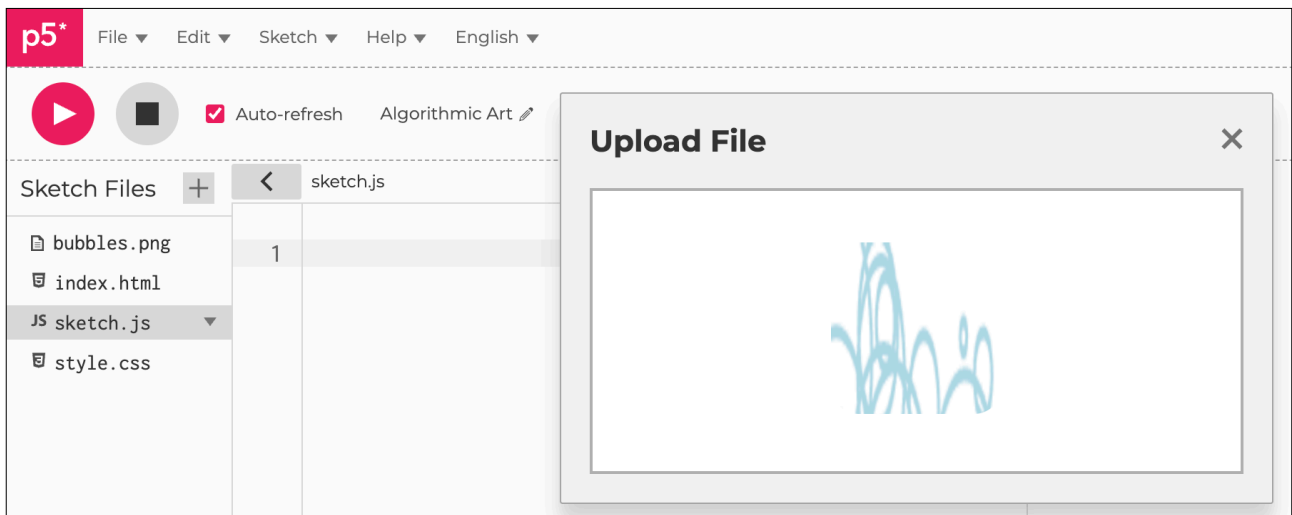 p5* File Edit Sketch Help English
Auto-refresh Algorithmic Art
Upload File
Sketch Files + sketch.js
bubbles.png
1
index.html
JS sketch.js
style.css